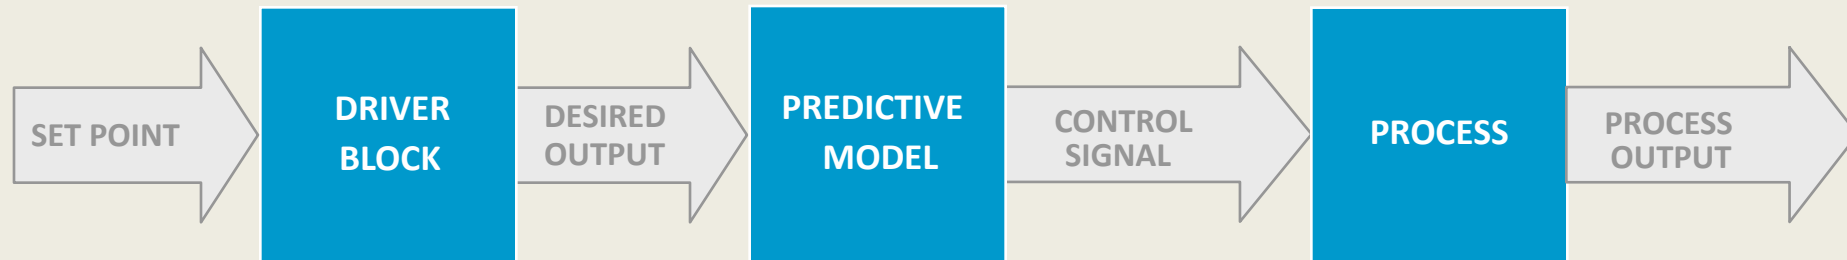 SET POINT
DRIVER
BLOCK
DESIRED
OUTPUT
PREDICTIVE
MODEL
CONTROL
SIGNAL
PROCESS
PROCESS
OUTPUT